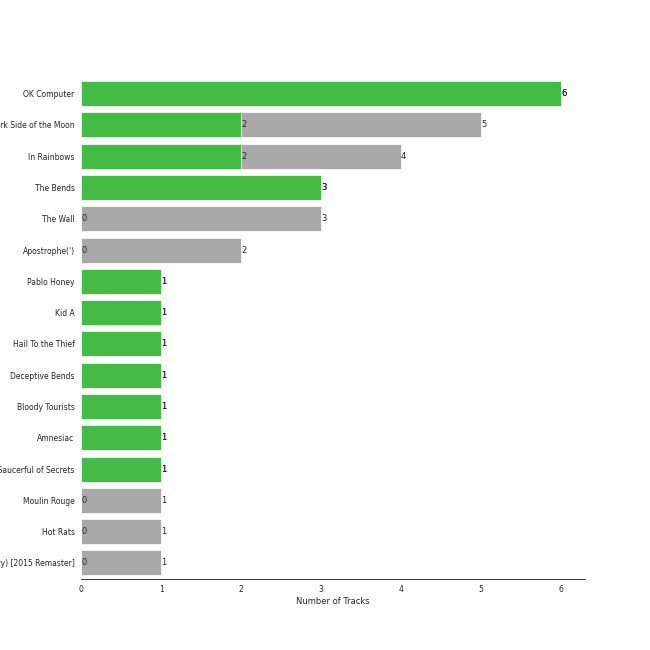 OK Computer 6
rk Side of the Moon 2 5
In Rainbows 2 4
The Bends 3
The Wall 0 3
Apostrophe(') 0 2
Pablo Honey 1
Kid A 1
Hail To the Thief 1
Deceptive Bends 1
Bloody Tourists 1
Amnesiac 1
Saucerful of Secrets 1
Moulin Rouge 0 1
Hot Rats 0 1
y) [2015 Remaster] 0 1
0 1 2 3 4 5 6
Number of Tracks